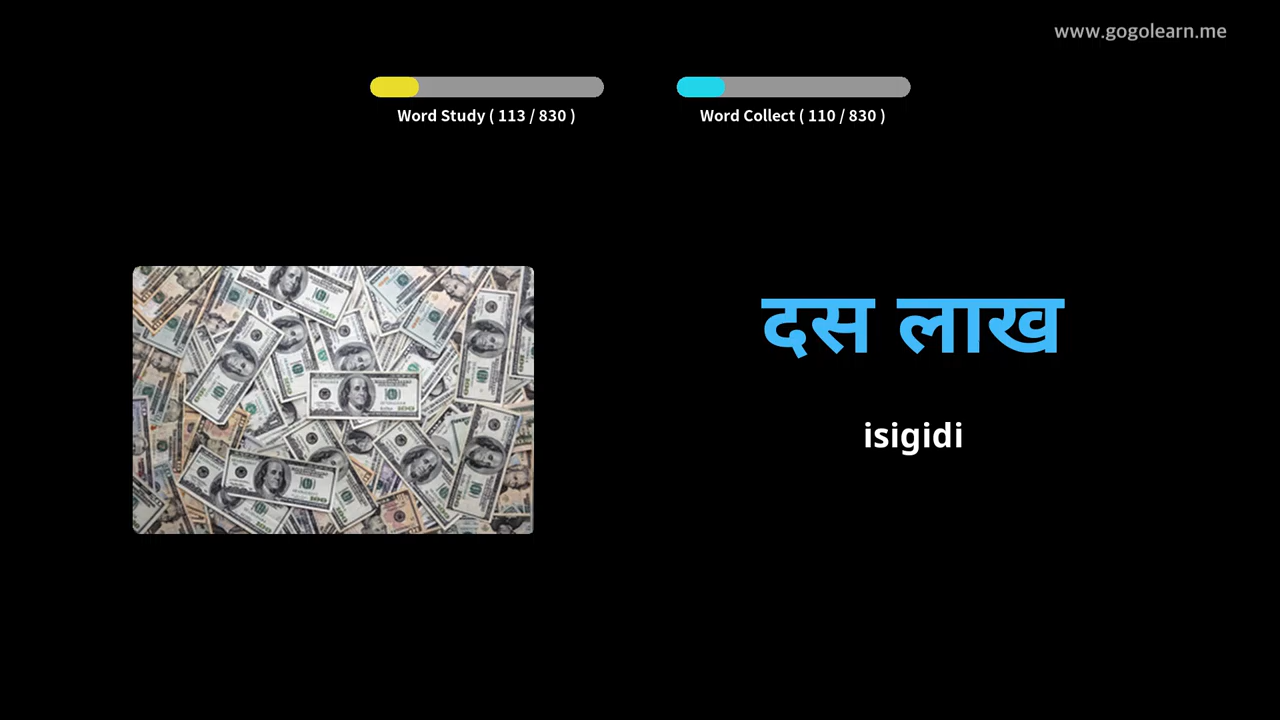 www.gogolearn.me
Word Study ( 113 / 830 )
Word Collect ( 110 / 830 )
दस लाख
isigidi